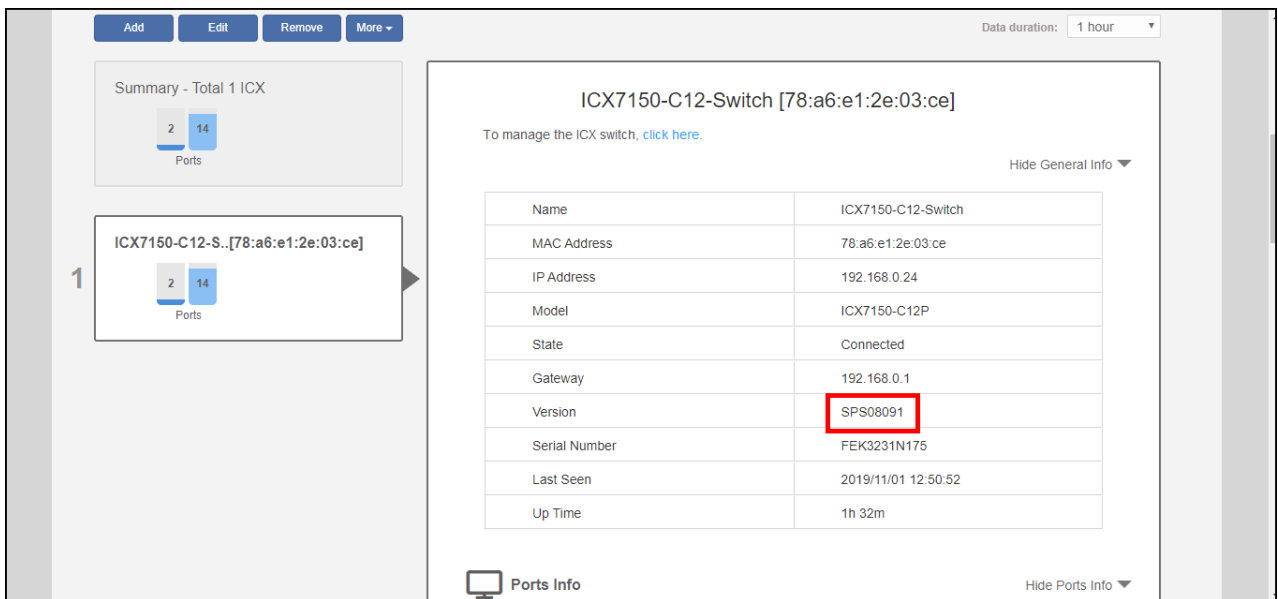 Add Edit Remove More
Data duration: 1 hour
Summary - Total 1 ICX
2 14
Ports
1
ICX7150-C12-S..[78:a6:e1:2e:03:ce]
2 14
Ports
ICX7150-C12-Switch [78:a6:e1:2e:03:ce]
To manage the ICX switch, click here.
Hide General Info
Name ICX7150-C12-Switch
MAC Address 78:a6:e1:2e:03:ce
IP Address 192.168.0.24
Model ICX7150-C12P
State Connected
Gateway 192.168.0.1
Version SPS08091
Serial Number FEK3231N175
Last Seen 2019/11/01 12:50:52
Up Time 1h 32m
Ports Info Hide Ports Info